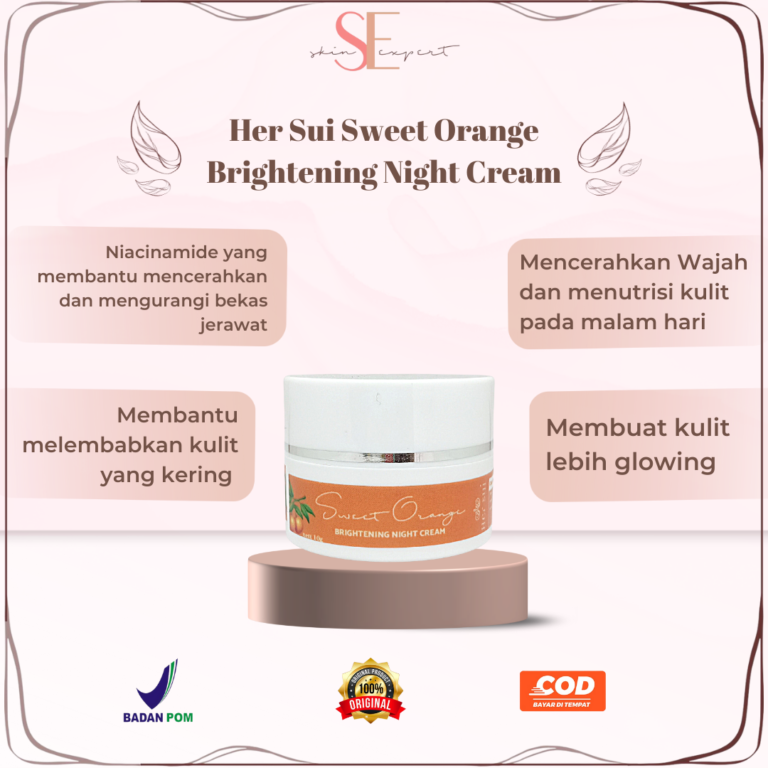 SE
skin expert
Her Sui Sweet Orange
Brightening Night Cream
Niacinamide yang
membantu mencerahkan
dan mengurangi bekas
jerawat
Mencerahkan Wajah
dan menutrisi kulit
pada malam hari
Membantu
melembabkan kulit
yang kering
Membuat kulit
lebih glowing
Sweet Orange
BRIGHTENING NIGHT CREAM
BADAN POM
ORIGINAL PRODUCT
100%
ORIGINAL
COD
BAYAR DI TEMPAT